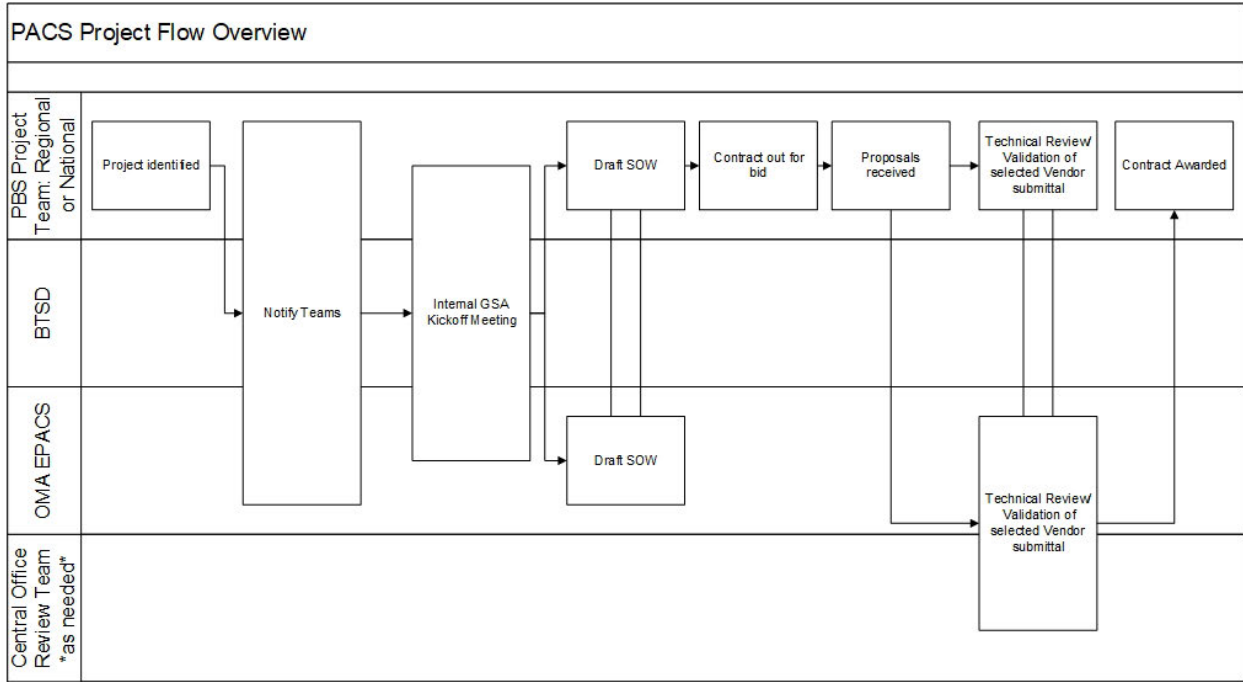 PACS Project Flow Overview
PBS Project
Team: Regional
or National
Project identified
Notify Teams
Internal GSA
Kickoff Meeting
Draft SOW
Contract out for
bid
Proposals
received
Technical Review/
Validation of
selected Vendor
submittal
Contract Awarded
BTSD
OMA EPACS
Draft SOW
Technical Review/
Validation of
selected Vendor
submittal
Central Office
Review Team
*as needed*